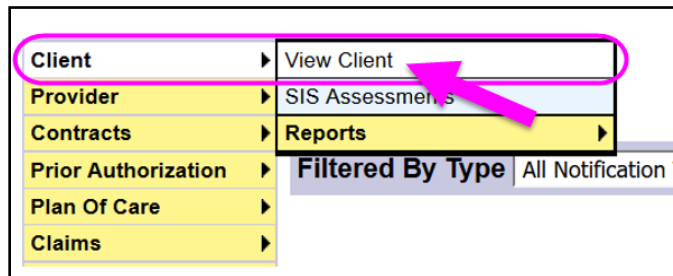 Client View Client
Provider SIS Assessments
Contracts Reports
Prior Authorization Filtered By Type All Notification
Plan Of Care
Claims